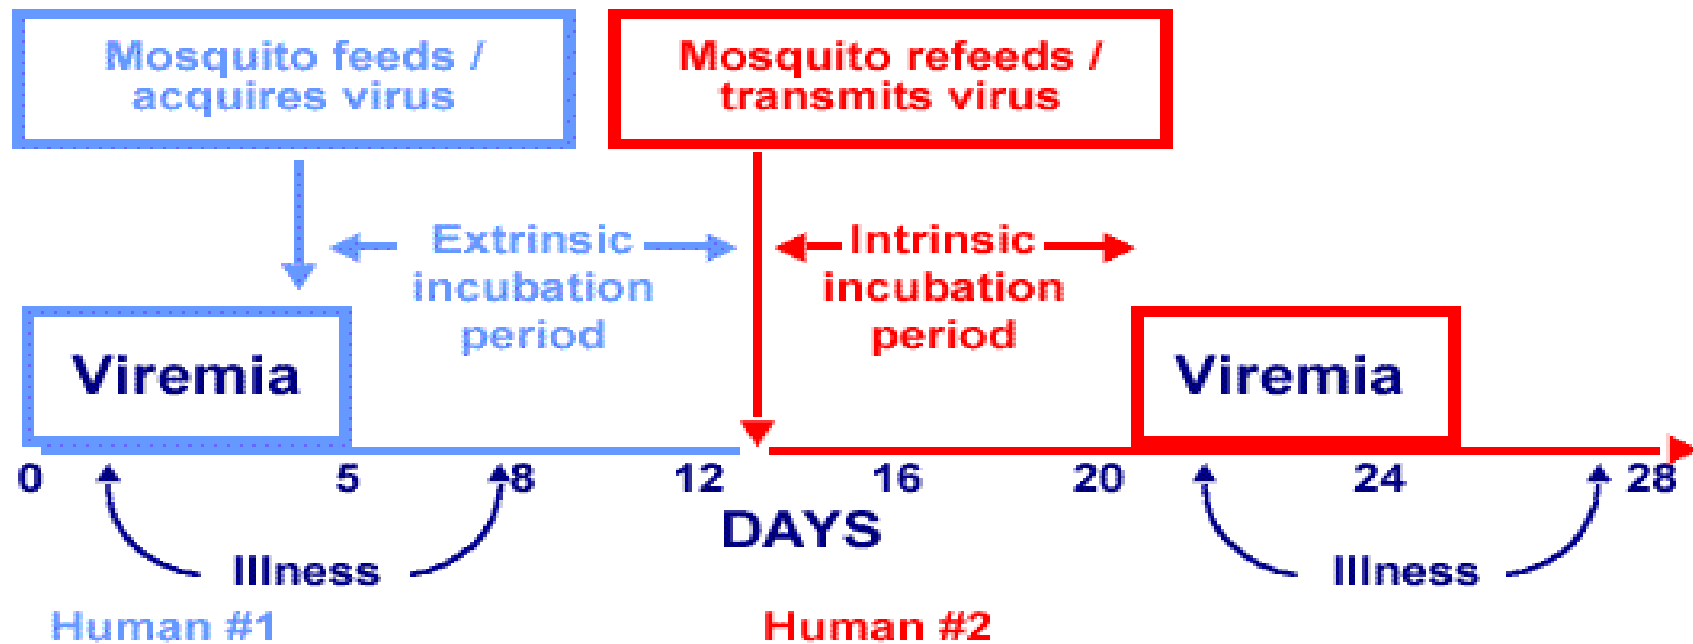 Mosquito feeds /
acquires virus
Mosquito refeeds /
transmits virus
Extrinsic
incubation
period
Intrinsic
incubation
period
Viremia
Viremia
0 5 8 12 16 20 24 28
DAYS
Illness
Illness
Human #1
Human #2